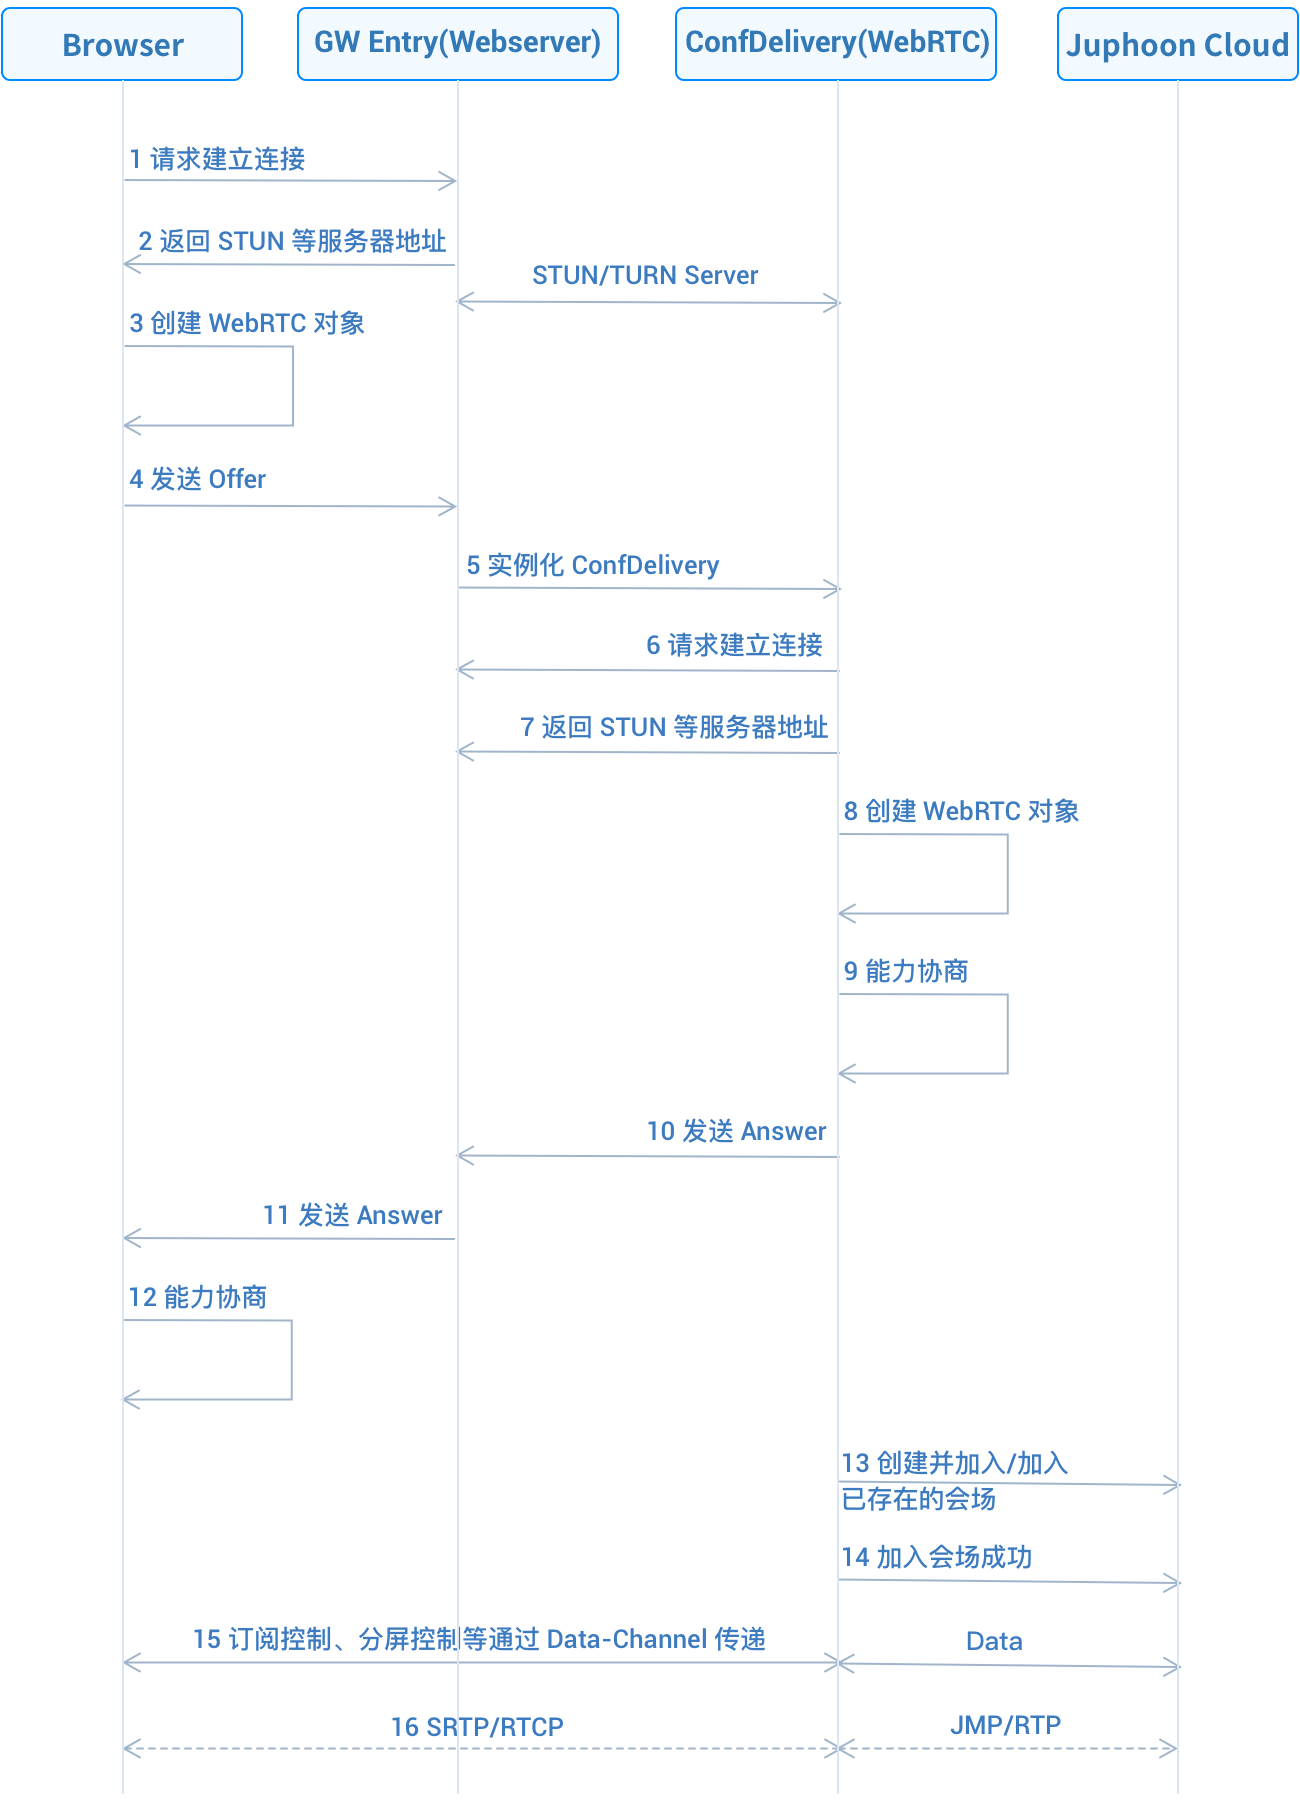 Browser
GW Entry(Webserver)
ConfDelivery(WebRTC)
Juphoon Cloud
1 请求建立连接
2 返回 STUN 等服务器地址
STUN/TURN Server
3 创建 WebRTC 对象
4 发送 Offer
5 实例化 ConfDelivery
6 请求建立连接
7 返回 STUN 等服务器地址
8 创建 WebRTC 对象
9 能力协商
10 发送 Answer
11 发送 Answer
12 能力协商
13 创建并加入/加入
已存在的会场
14 加入会场成功
15 订阅控制、分屏控制等通过 Data-Channel 传递
Data
16 SRTP/RTCP
JMP/RTP